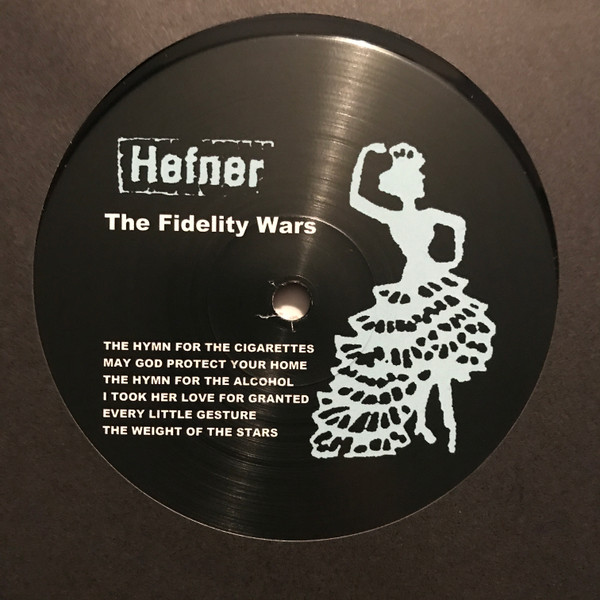 Hefner
The Fidelity Wars
THE HYMN FOR THE CIGARETTES
MAY GOD PROTECT YOUR HOME
THE HYMN FOR THE ALCOHOL
I TOOK HER LOVE FOR GRANTED
EVERY LITTLE GESTURE
THE WEIGHT OF THE STARS